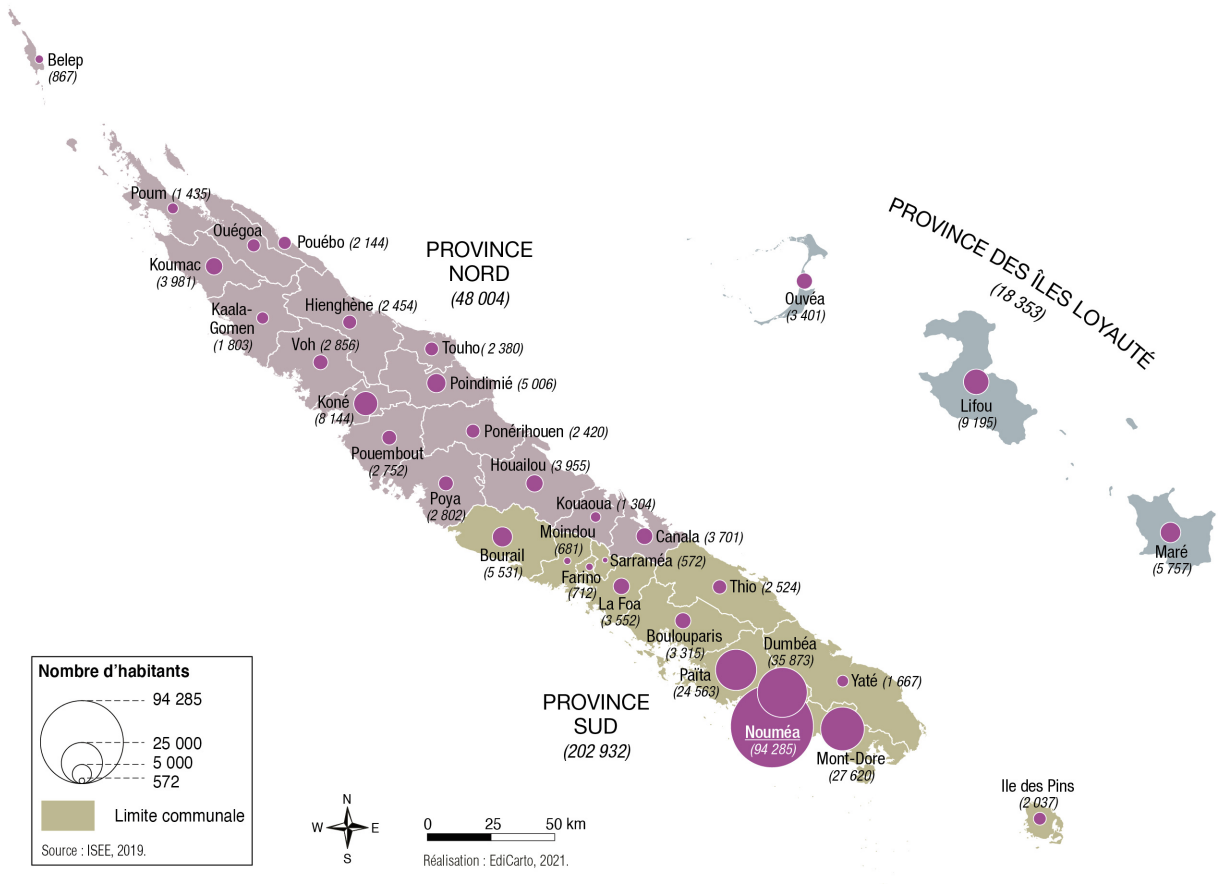 Belep
(867)
Poum (1 435)
Ouégoa
Pouébo (2 144)
Koumac
(3 981)
PROVINCE
NORD
(48 004)
PROVINCE DES ÎLES LOYAUTÉ
(18 353)
Ouvéa
(3 401)
Kaala-
Gomen
(1 803)
Hienghène (2 454)
Voh (2 856)
Touho( 2 380)
Poindimié (5 006)
Koné
(8 144)
Lifou
(9 195)
Ponérihouen (2 420)
Pouembout
(2 752)
Houaïlou (3 955)
Poya
(2 802)
Kouaoua (1 304)
Moindou
(681)
Canala (3 701)
Bourail
(5 531)
Sarraméa (572)
Farino
(712)
Maré
(5 757)
La Foa
(3 552)
Thio (2 524)
Boulouparis
(3 315)
Dumbéa
(35 873)
Païta
(24 563)
Yaté (1 667)
PROVINCE
SUD
(202 932)
Nouméa
(94 285)
Mont-Dore
(27 620)
Ile des Pins
(2 037)
Nombre d'habitants
94 285
25 000
5 000
572
Limite communale
Source : ISEE, 2019.
N
W E
S
0 25 50 km
Réalisation : EdiCarto, 2021.